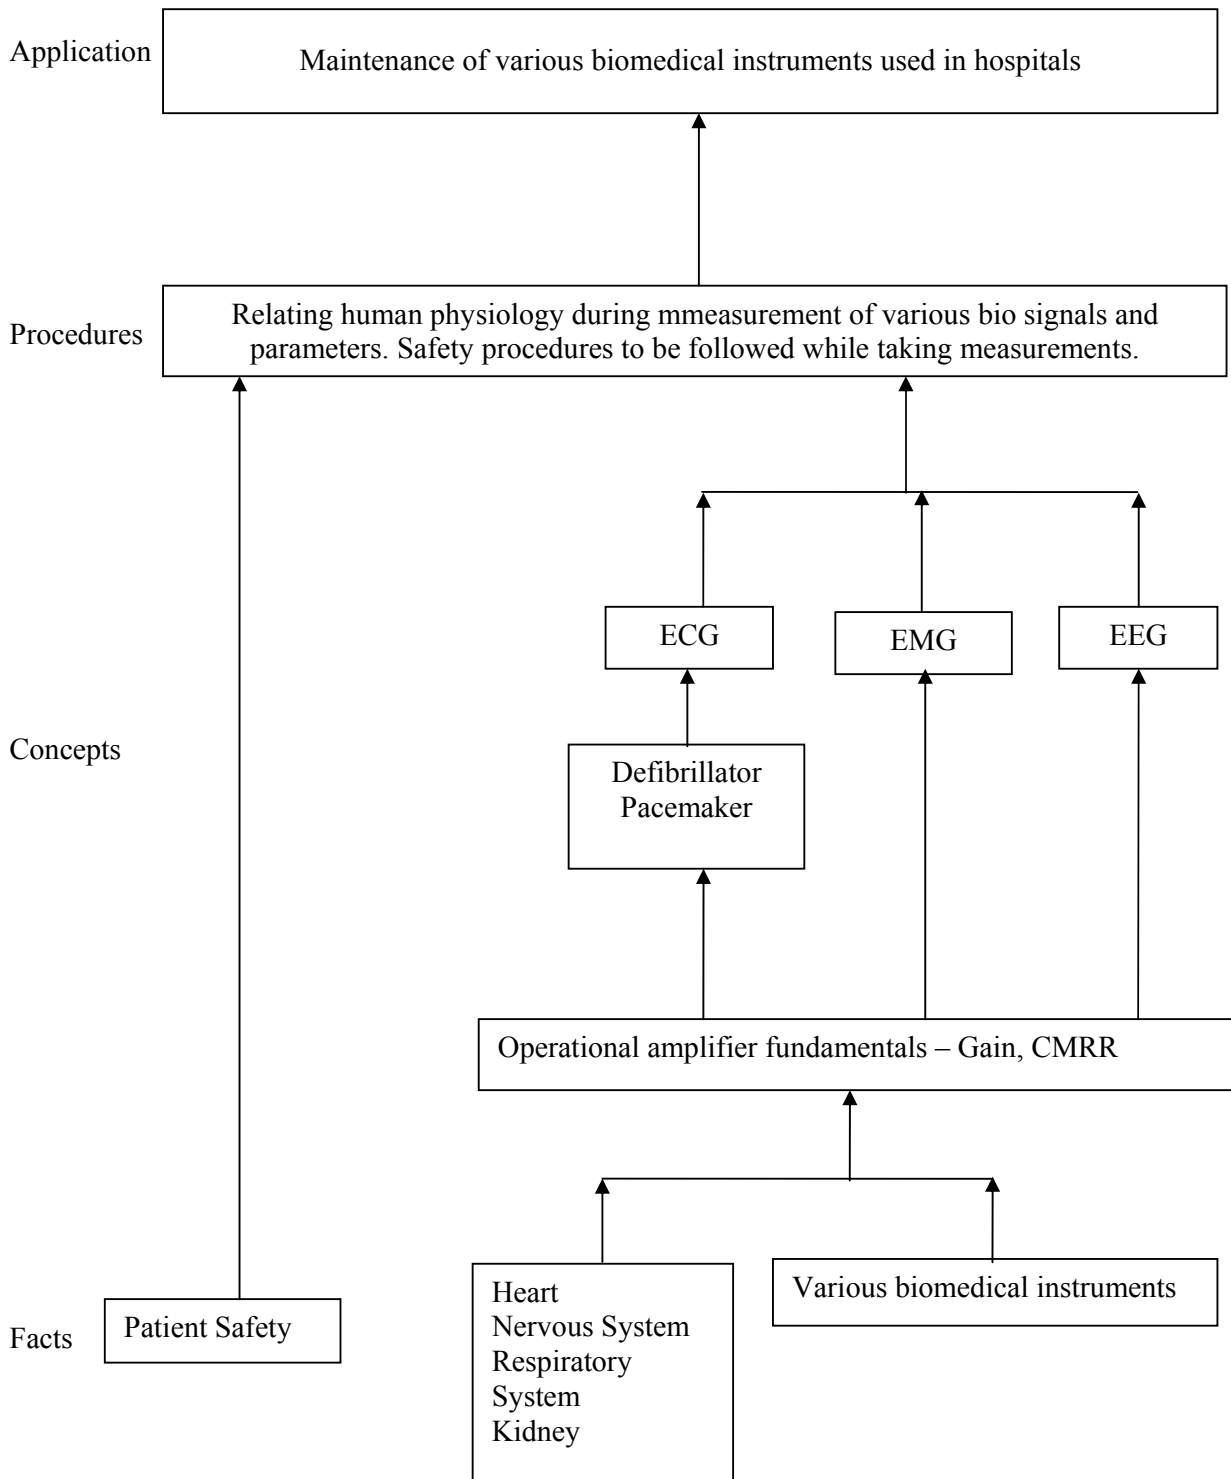 Application
Maintenance of various biomedical instruments used in hospitals
Procedures
Relating human physiology during mmeasurement of various bio signals and
parameters. Safety procedures to be followed while taking measurements.
ECG
EMG
EEG
Concepts
Defibrillator
Pacemaker
Operational amplifier fundamentals – Gain, CMRR
Facts
Patient Safety
Heart
Nervous System
Respiratory
System
Kidney
Various biomedical instruments